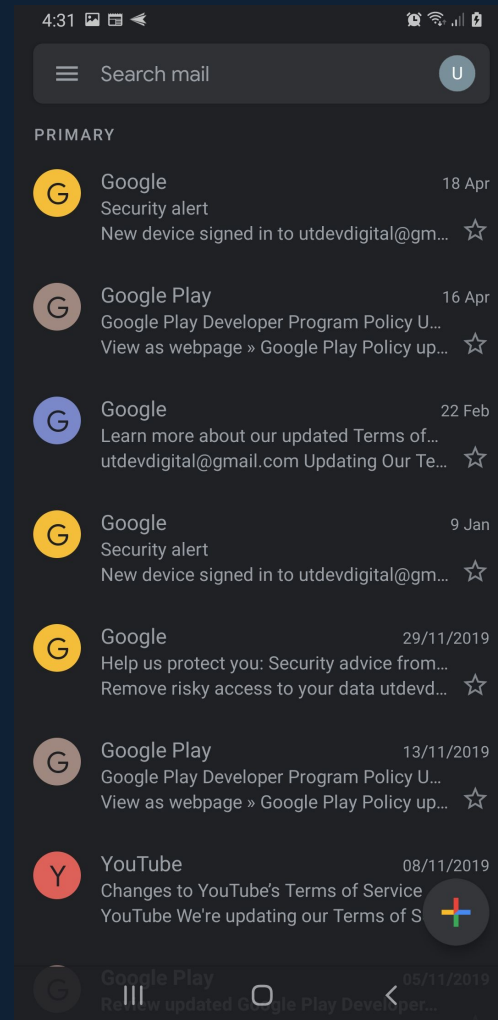 4:31
Search mail
U
PRIMARY
G
Google
18 Apr
Security alert
New device signed in to utdevdigital@gm...
G
Google Play
16 Apr
Google Play Developer Program Policy U...
View as webpage » Google Play Policy up...
G
Google
22 Feb
Learn more about our updated Terms of...
utdevdigital@gmail.com Updating Our Te...
G
Google
9 Jan
Security alert
New device signed in to utdevdigital@gm...
G
Google
29/11/2019
Help us protect you: Security advice from...
Remove risky access to your data utdevd...
G
Google Play
13/11/2019
Google Play Developer Program Policy U...
View as webpage » Google Play Policy up...
Y
YouTube
08/11/2019
Changes to YouTube's Terms of Service
YouTube We're updating our Terms of S
G
Google Play
05/11/2019
Review updated Google Play Developer...